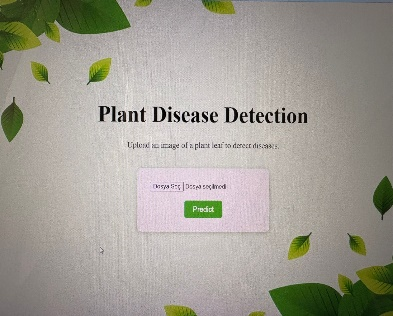 Plant Disease Detection
Upload an image of a plant leaf to detect diseases.
Dosya Seç Dosya seçilmedi
Predict